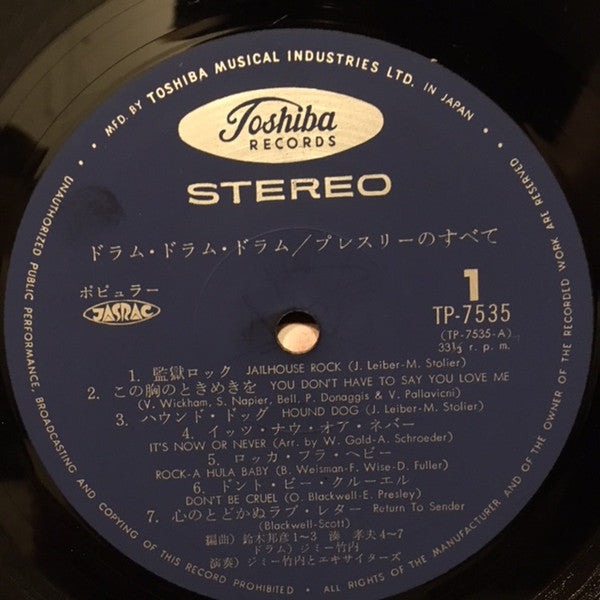 MFD. BY TOSHIBA MUSICAL INDUSTRIES LTD. IN JAPAN
Toshiba
RECORDS
STEREO
ドラム・ドラム・ドラム/プレスリーのすべて
ポピュラー
JASRAC
1
TP-7535
(TP-7535-A)
33⅓ r. p. m.
1. 監獄ロック JAILHOUSE ROCK (J. Leiber-M. Stolier)
2. この胸のときめきを YOU DON'T HAVE TO SAY YOU LOVE ME
(V. Wickham, S. Napier, Bell, P. Donaggis & V. Pallavicni)
3. ハウンド・ドッグ HOUND DOG (J. Leiber-M. Stolier)
4. イッツ・ナウ・オア・ネバー
IT'S NOW OR NEVER (Arr. by W. Gold-A. Schroeder)
5. ロッカ・フラ・ベビー
ROCK-A HULA BABY (B. Weisman-F. Wise-D. Fuller)
6. ドント・ビー・クルーエル
DON'T BE CRUEL (O. Blackwell-E. Presley)
7. 心のとどかぬラブ・レター Return To Sender
(Blackwell-Scott)
編曲) 鈴木邦彦1~3 湊 孝夫4~7
ドラム) ジミー竹内
演奏) ジミー竹内とエキサイターズ
UNAUTHORIZED PUBLIC PERFORMANCE, BROADCASTING AND COPYING OF THIS RECORD PROHIBITED • ALL RIGHTS OF THE MANUFACTURER AND OF THE OWNER OF THE RECORDED WORK ARE RESERVED